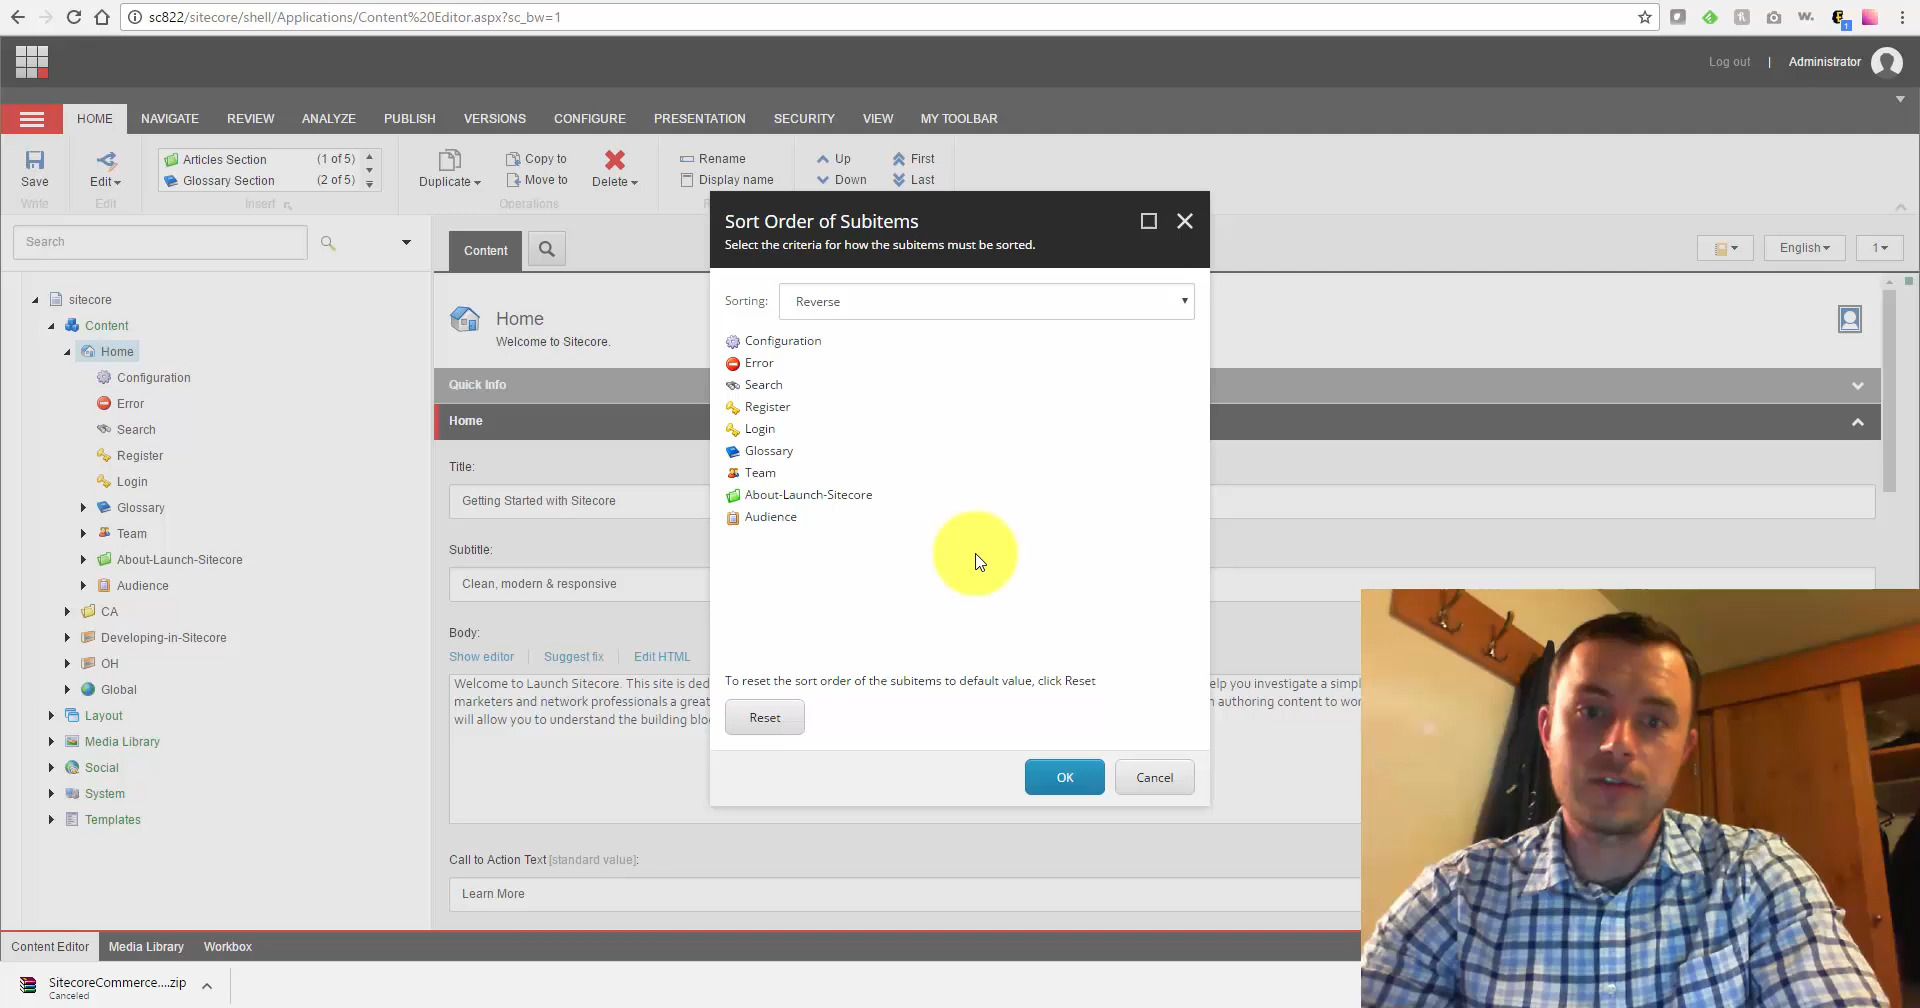 sc822/sitecore/shell/Applications/Content%20Editor.aspx?sc_bw=1
Log out | Administrator
HOME NAVIGATE REVIEW ANALYZE PUBLISH VERSIONS CONFIGURE PRESENTATION SECURITY VIEW MY TOOLBAR
Save
Write
Edit
Edit
Articles Section (1 of 5)
Glossary Section (2 of 5)
Insert
Duplicate
Copy to
Move to
Delete
Operations
Rename
Display name
Up
Down
First
Last
Search
sitecore
Content
Home
Configuration
Error
Search
Register
Login
Glossary
Team
About-Launch-Sitecore
Audience
CA
Developing-in-Sitecore
OH
Global
Layout
Media Library
Social
System
Templates
Content
English
1
Home
Welcome to Sitecore.
Quick Info
Home
Title:
Getting Started with Sitecore
Subtitle:
Clean, modern & responsive
Body:
Show editor Suggest fix Edit HTML
Welcome to Launch Sitecore. This site is ded help you investigate a simpl
marketers and network professionals a grea authoring content to wor
will allow you to understand the building blo
Call to Action Text [standard value]:
Learn More
Sort Order of Subitems
Select the criteria for how the subitems must be sorted.
Sorting: Reverse
Configuration
Error
Search
Register
Login
Glossary
Team
About-Launch-Sitecore
Audience
To reset the sort order of the subitems to default value, click Reset
Reset
OK Cancel
Content Editor Media Library Workbox
SitecoreCommerce....zip
Canceled